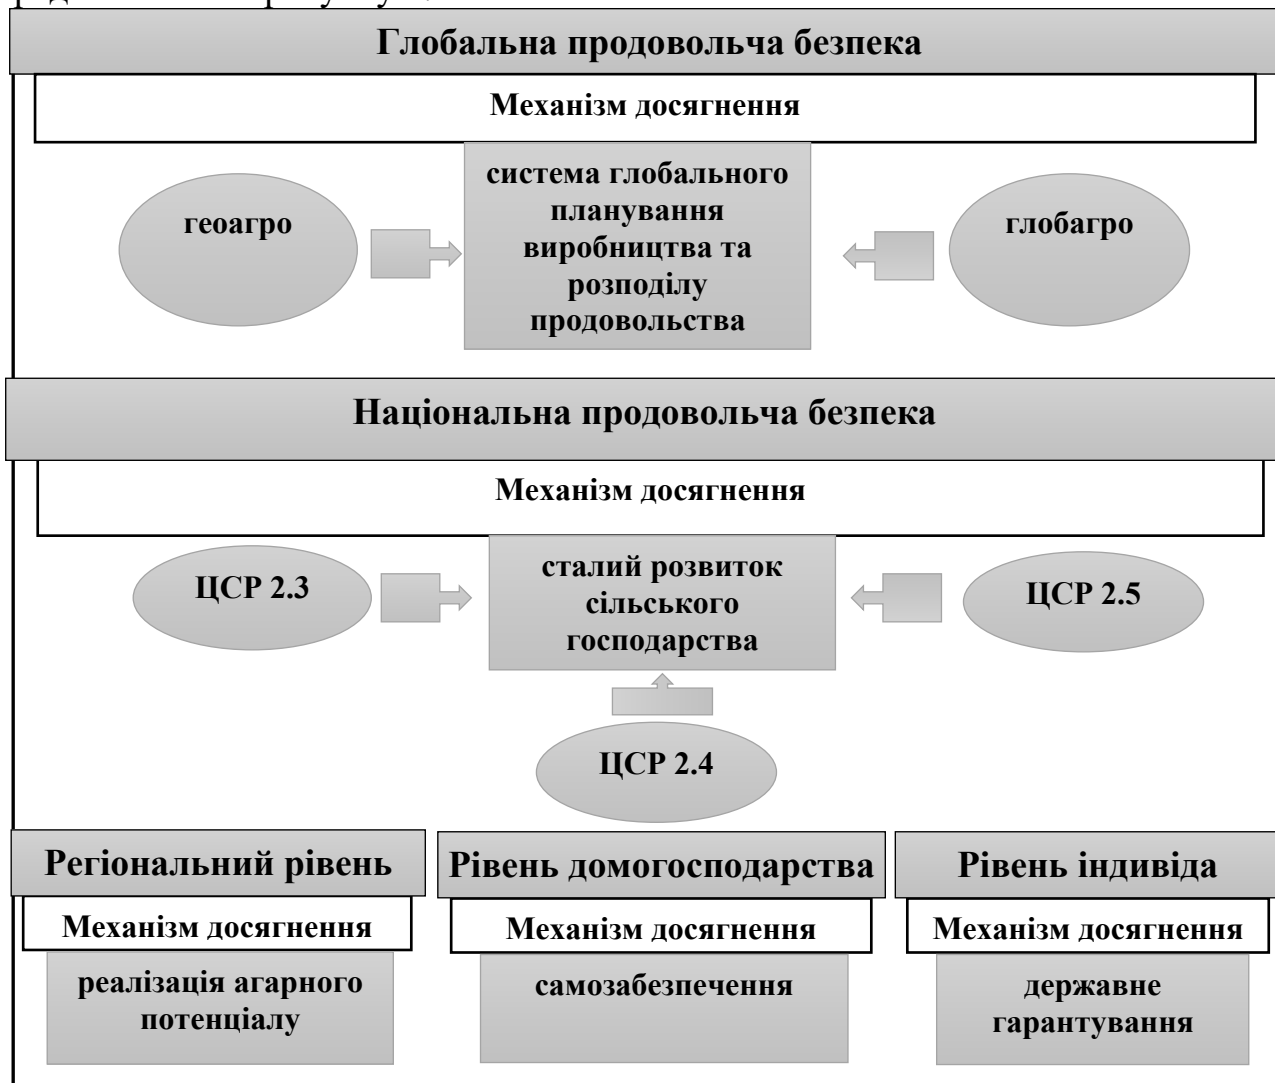 Глобальна продовольча безпека
Механізм досягнення
геоагро
система глобального
планування
виробництва та
розподілу
продовольства
глобагро
Національна продовольча безпека
Механізм досягнення
ЦСР 2.3
сталий розвиток
сільського
господарства
ЦСР 2.5
ЦСР 2.4
Регіональний рівень
Механізм досягнення
реалізація агарного
потенціалу
Рівень домогосподарства
Механізм досягнення
самозабезпечення
Рівень індивіда
Механізм досягнення
державне
гарантування